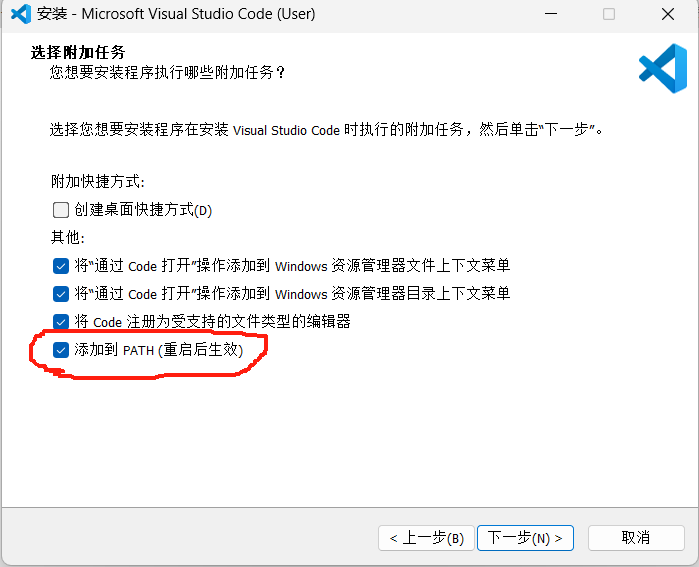 安装 - Microsoft Visual Studio Code (User)
选择附加任务
您想要安装程序执行哪些附加任务？
选择您想要安装程序在安装 Visual Studio Code 时执行的附加任务，然后单击“下一步”。
附加快捷方式:
创建桌面快捷方式(D)
其他:
将“通过 Code 打开”操作添加到 Windows 资源管理器文件上下文菜单
将“通过 Code 打开”操作添加到 Windows 资源管理器目录上下文菜单
将 Code 注册为受支持的文件类型的编辑器
添加到 PATH (重启后生效)
< 上一步(B)
下一步(N) >
取消